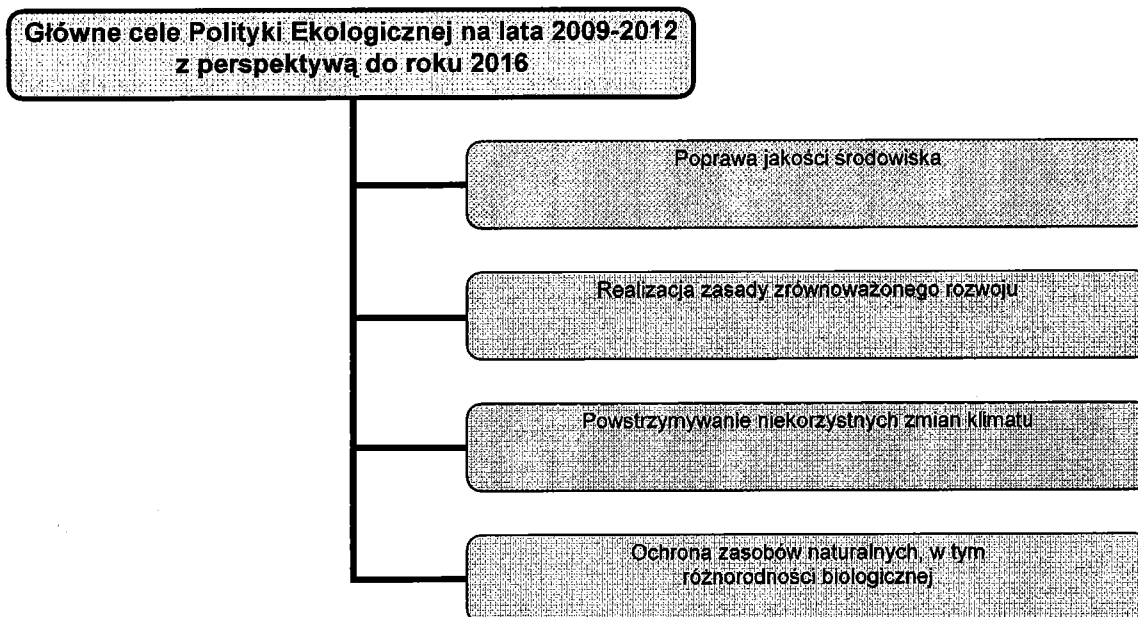 Główne cele Polityki Ekologicznej na lata 2009-2012
z perspektywą do roku 2016
Poprawa jakości środowiska
Realizacja zasady zrównoważonego rozwoju
Powstrzymywanie niekorzystnych zmian klimatu
Ochrona zasobów naturalnych, w tym
różnorodności biologicznej